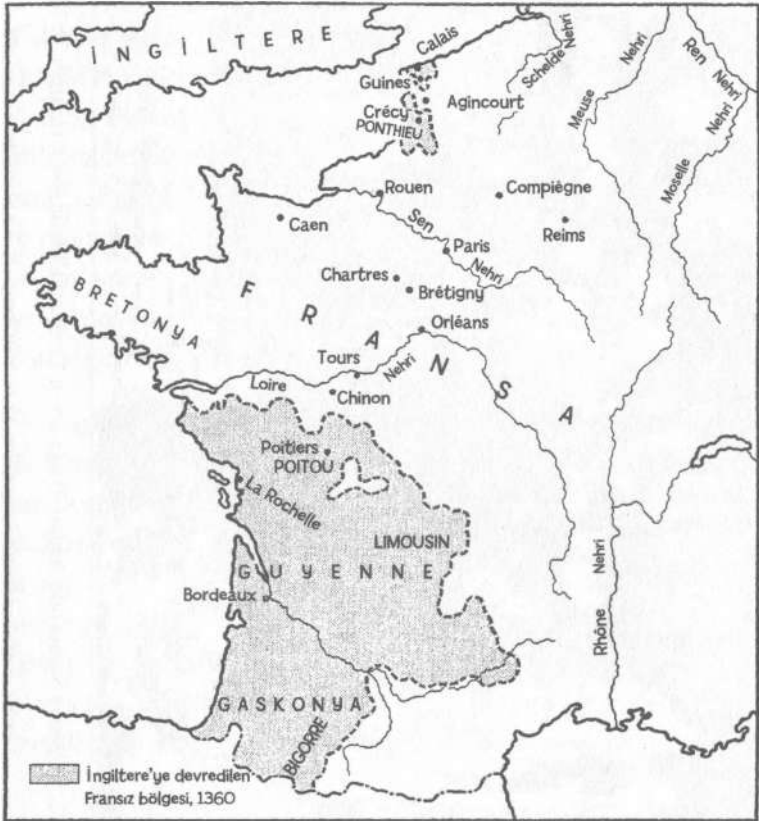 İNGİLTERE
Calais
Guines
Crécy
PONTHIEU
Agincourt
Schelde Nehri
Meuse Nehri
Ren Nehri
Moselle Nehri
Rouen
Compiègne
Reims
Caen
Sen Nehri
Paris
Chartres
Brétigny
BRETONYA
FRANSA
Orléans
Tours
Loire Nehri
Chinon
Poitiers
POITOU
La Rochelle
LIMOUSIN
GUYENNE
Bordeaux
Rhône Nehri
GASKONYA
BIGORRE
İngiltere'ye devredilen
Fransız bölgesi, 1360